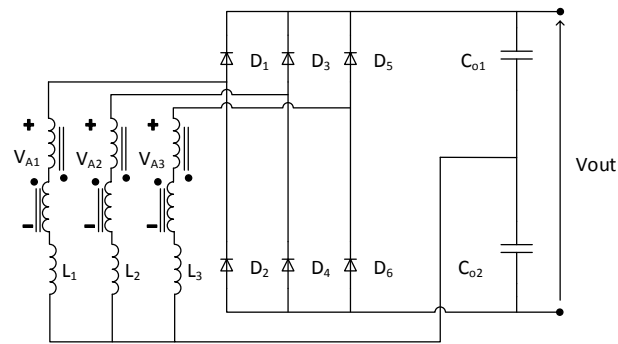 D1 D3 D5 Co1
+ + +
VA1 VA2 VA3
Vout
- - -
L1 L2 L3 D2 D4 D6 Co2